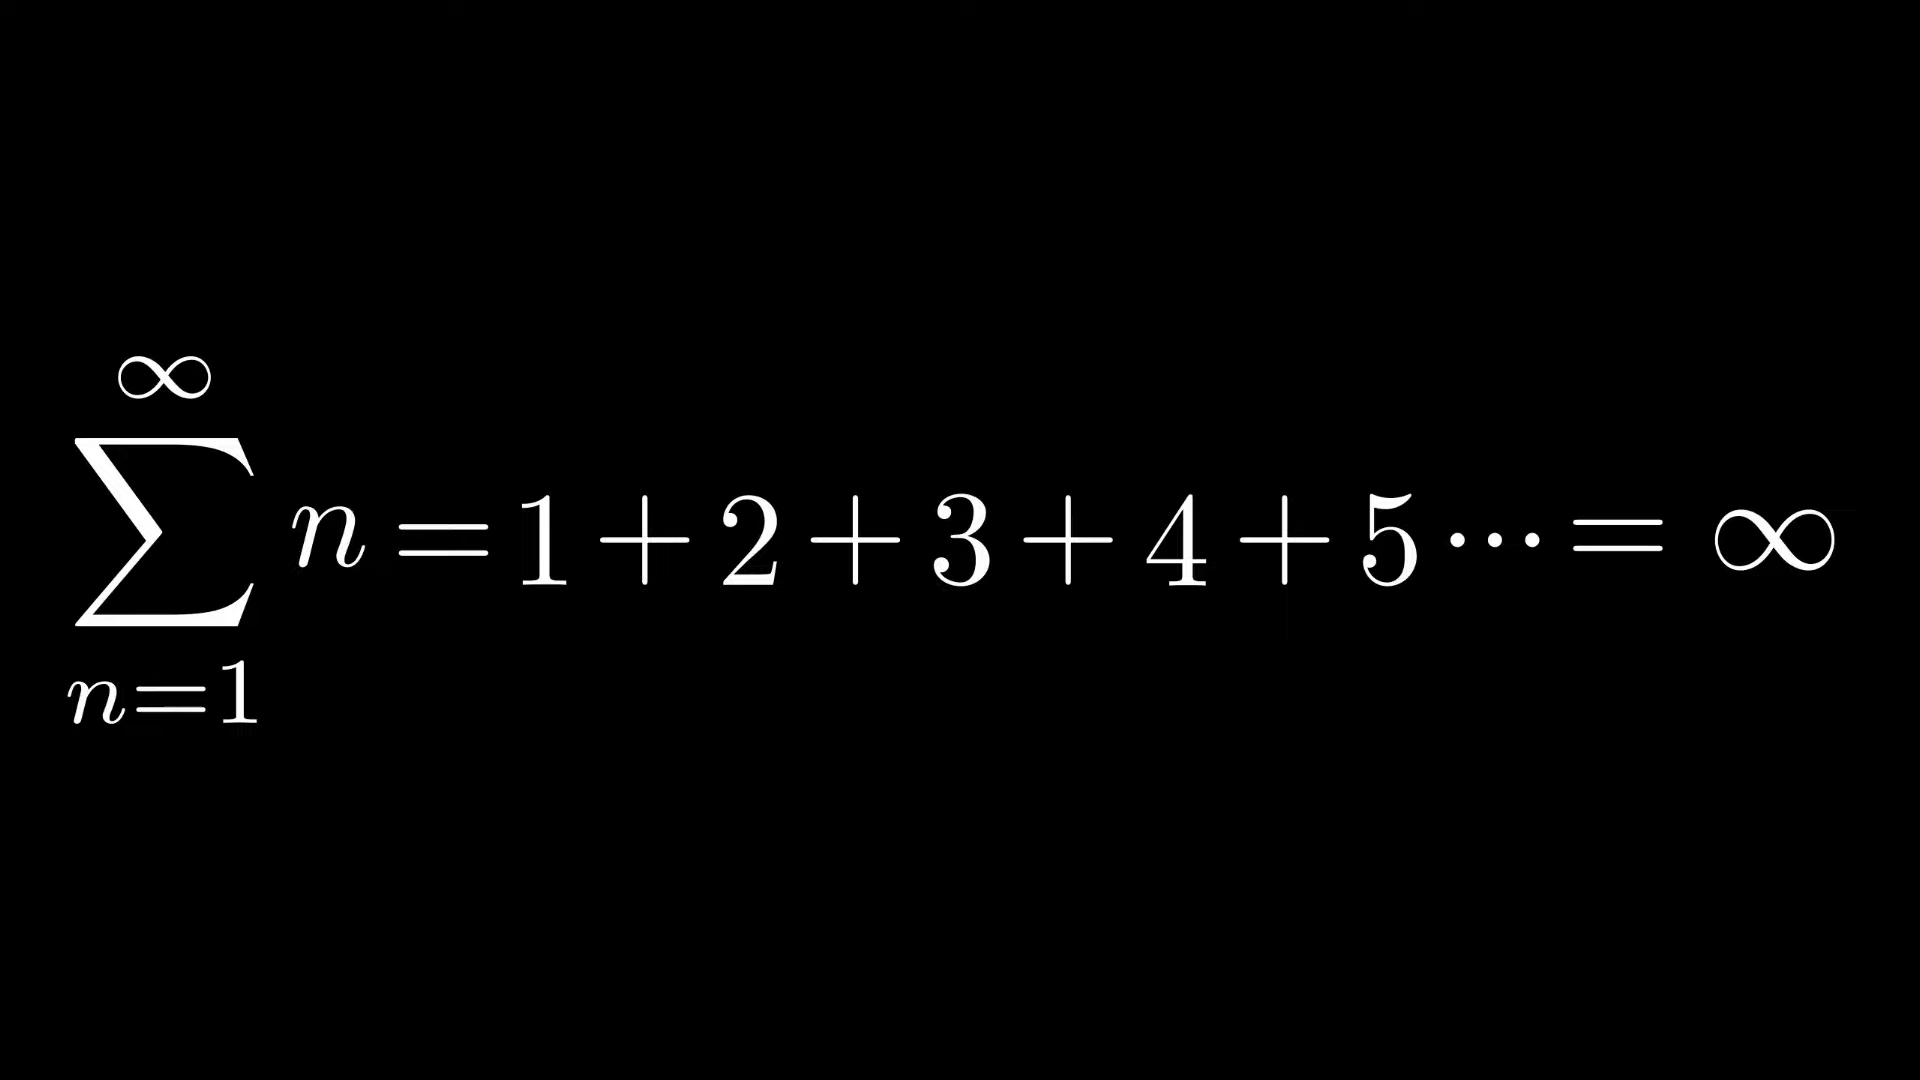 ∞
∑ n = 1 + 2 + 3 + 4 + 5 ⋯ = ∞
n=1